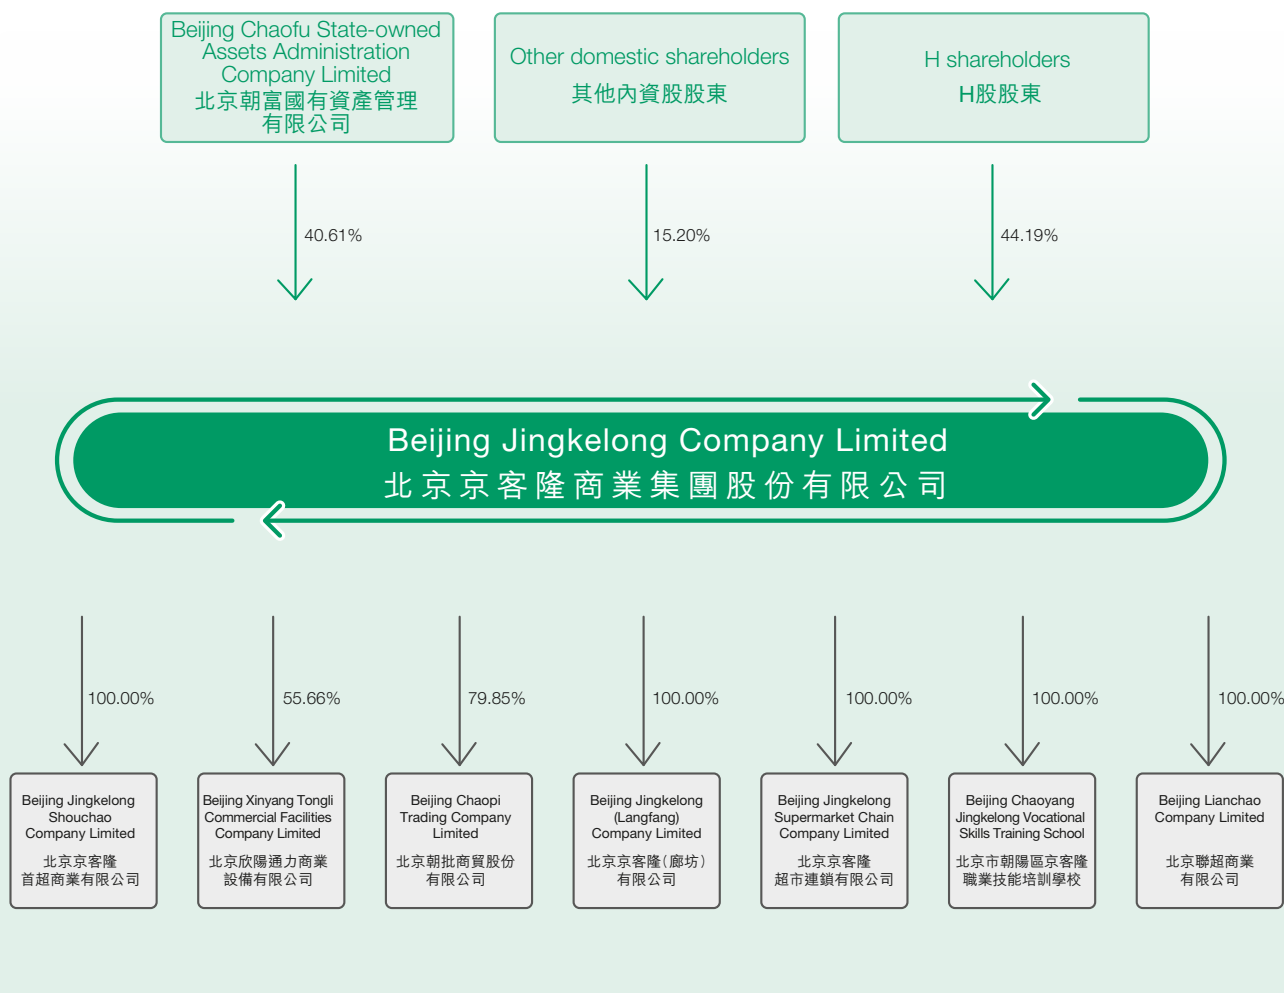 Beijing Chaofu State-owned
Assets Administration
Company Limited
北京朝富國有資產管理
有限公司
Other domestic shareholders
其他內資股股東
H shareholders
H股股東
40.61%
15.20%
44.19%
Beijing Jingkelong Company Limited
北京京客隆商業集團股份有限公司
100.00%
55.66%
79.85%
100.00%
100.00%
100.00%
100.00%
Beijing Jingkelong
Shouchao
Company Limited
北京京客隆
首超商業有限公司
Beijing Xinyang Tongli
Commercial Facilities
Company Limited
北京欣陽通力商業
設備有限公司
Beijing Chaopi
Trading Company
Limited
北京朝批商貿股份
有限公司
Beijing Jingkelong
(Langfang)
Company Limited
北京京客隆(廊坊)
有限公司
Beijing Jingkelong
Supermarket Chain
Company Limited
北京京客隆
超市連鎖有限公司
Beijing Chaoyang
Jingkelong Vocational
Skills Training School
北京市朝陽區京客隆
職業技能培訓學校
Beijing Lianchao
Company Limited
北京聯超商業
有限公司